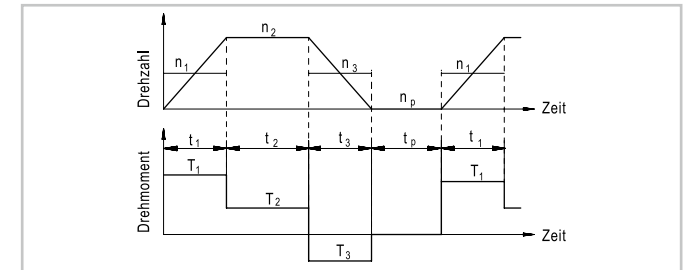 Drehzahl
n1
n2
n3
np
n1
Zeit
t1
t2
t3
tp
t1
Drehmoment
T1
T2
T3
T1
Zeit